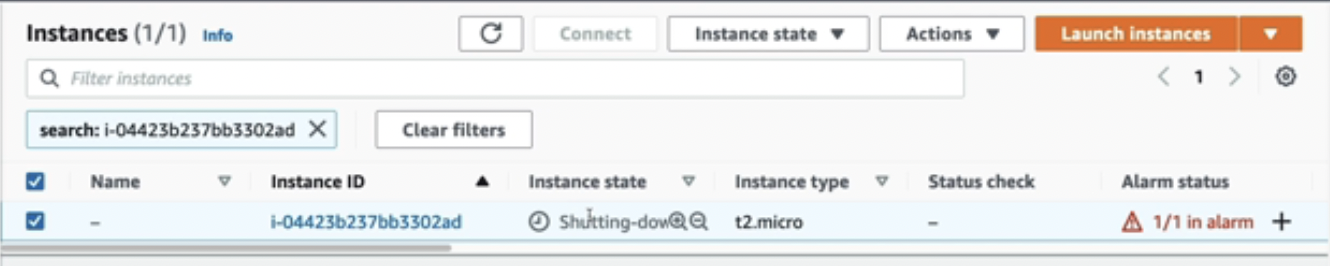 Instances (1/1) Info Connect Instance state Actions Launch instances
Filter instances 1
search: i-04423b237bb3302ad Clear filters
Name Instance ID Instance state Instance type Status check Alarm status
– i-04423b237bb3302ad Shutting-dow t2.micro – 1/1 in alarm